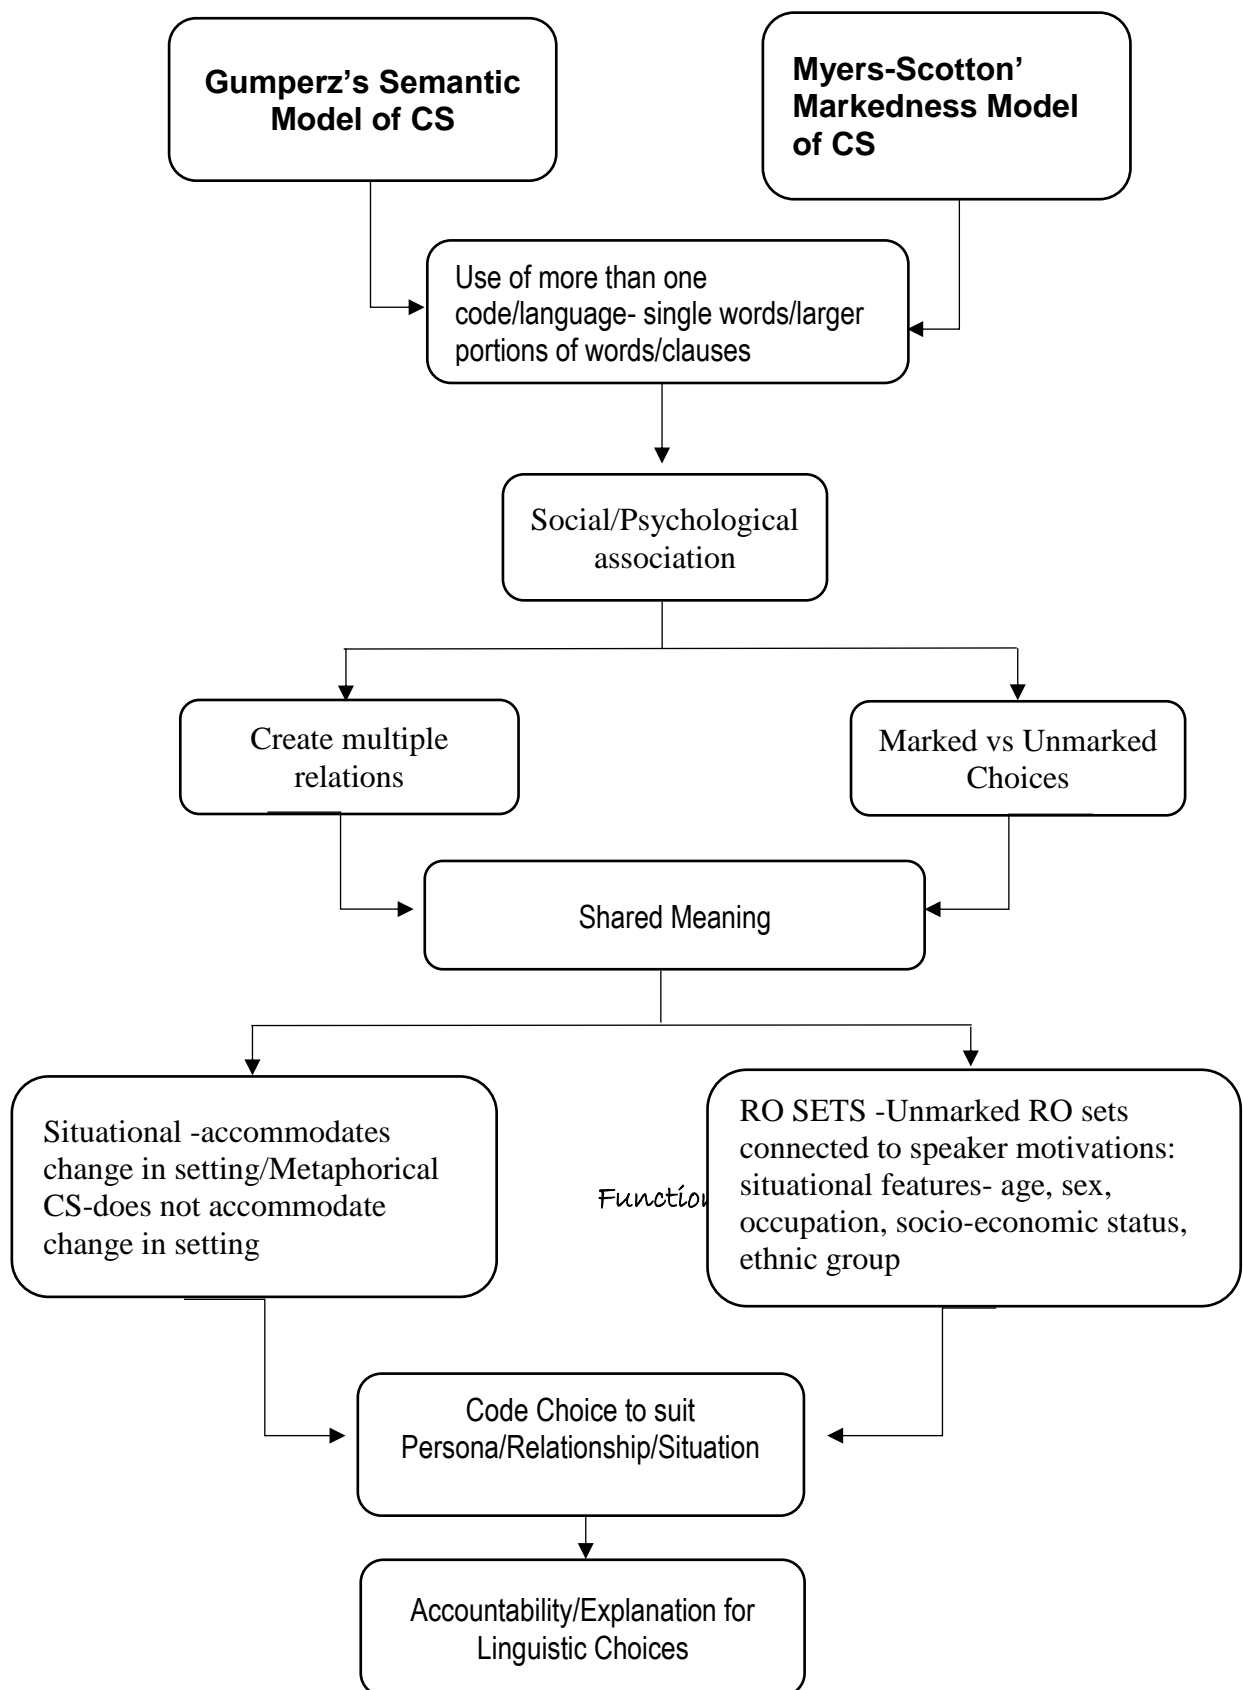 Gumperz’s Semantic
Model of CS
Myers-Scotton’
Markedness Model
of CS
Use of more than one
code/language- single words/larger
portions of words/clauses
Social/Psychological
association
Create multiple
relations
Marked vs Unmarked
Choices
Shared Meaning
Situational -accommodates
change in setting/Metaphorical
CS-does not accommodate
change in setting
RO SETS -Unmarked RO sets
connected to speaker motivations:
situational features- age, sex,
occupation, socio-economic status,
ethnic group
Code Choice to suit
Persona/Relationship/Situation
Accountability/Explanation for
Linguistic Choices